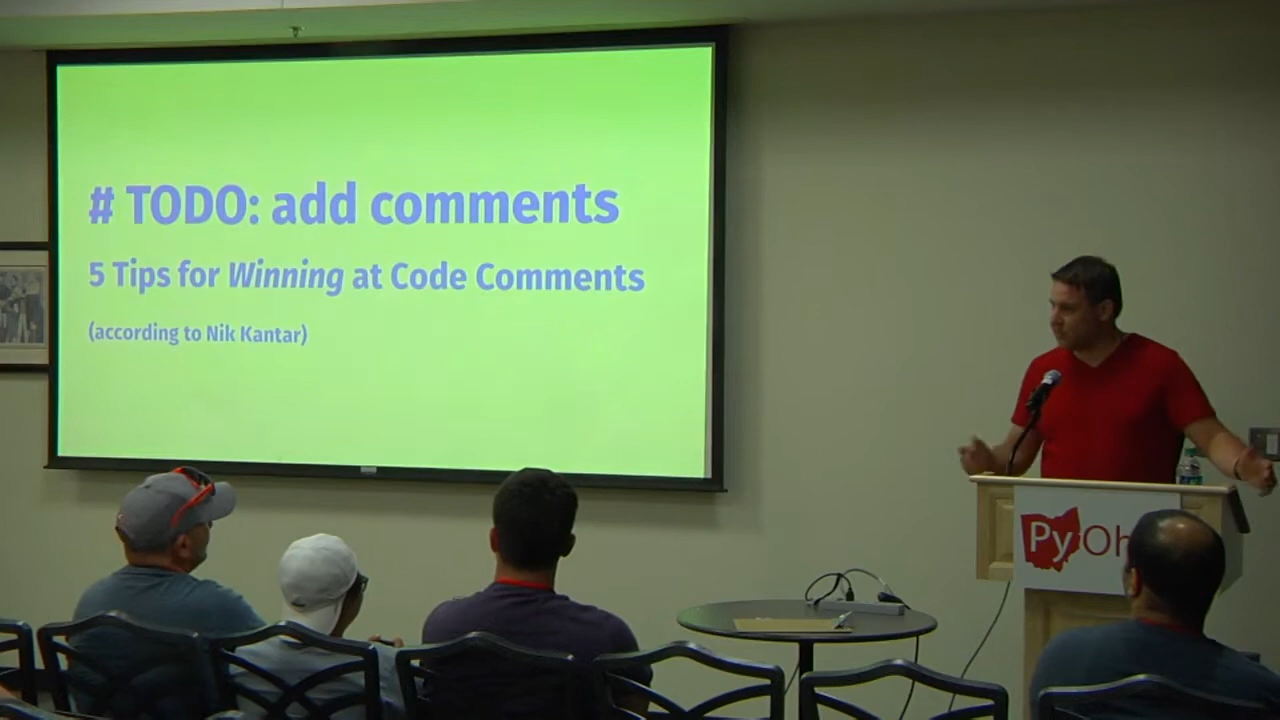 # TODO: add comments
5 Tips for Winning at Code Comments
(according to Nik Kantar)
PyOh